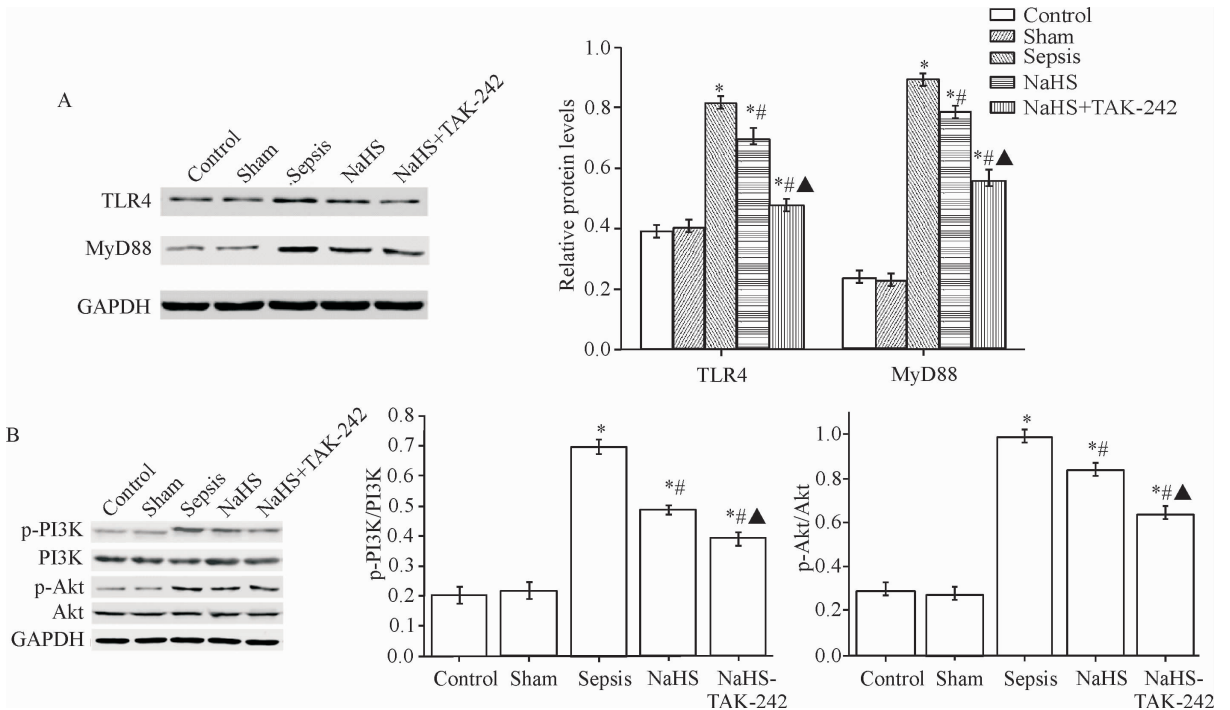 A
Control
Sham
.Sepsis
NaHS
NaHS+TAK-242
TLR4
MyD88
GAPDH
Control
Sham
Sepsis
NaHS
NaHS+TAK-242
Relative protein levels
1.0
0.8
0.6
0.4
0.2
0.0
*
*#
*#▲
*
*#
*#▲
TLR4
MyD88
B
Control
Sham
Sepsis
NaHS
NaHS+TAK-242
p-PI3K
PI3K
p-Akt
Akt
GAPDH
p-PI3K/PI3K
0.8
0.7
0.6
0.5
0.4
0.3
0.2
0.1
0.0
*
*#
*#▲
Control
Sham
Sepsis
NaHS
NaHS-
TAK-242
p-Akt/Akt
1.0
0.8
0.6
0.2
0.0
*
*#
*#▲
Control
Sham
Sepsis
NaHS
NaHS-
TAK-242